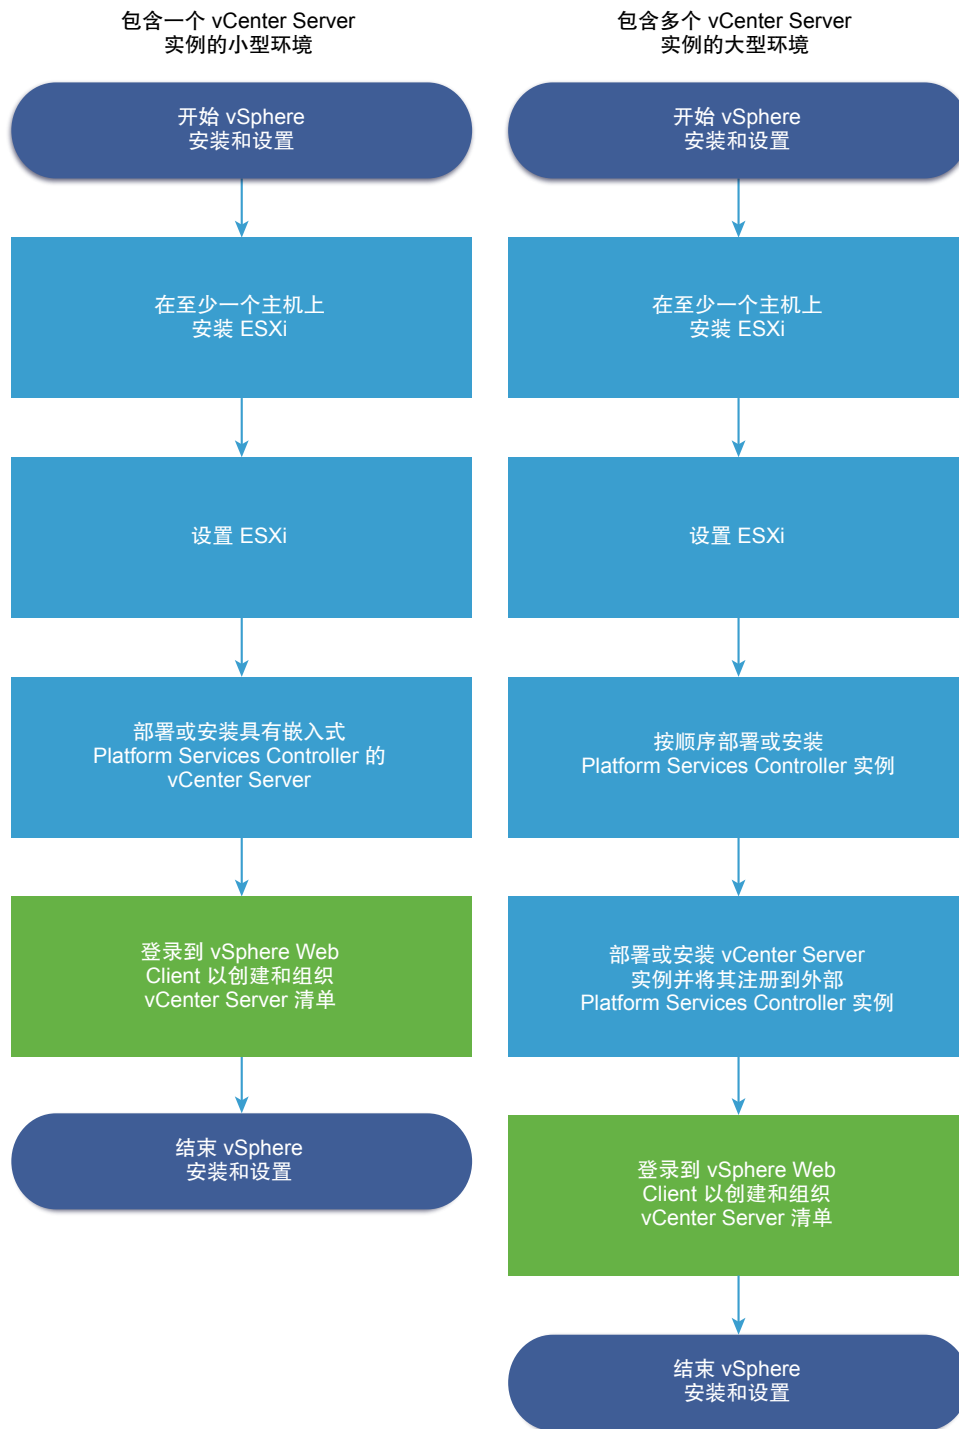 包含一个 vCenter Server
实例的小型环境
开始 vSphere
安装和设置
在至少一个主机上
安装 ESXi
设置 ESXi
部署或安装具有嵌入式
Platform Services Controller 的
vCenter Server
登录到 vSphere Web
Client 以创建和组织
vCenter Server 清单
结束 vSphere
安装和设置
包含多个 vCenter Server
实例的大型环境
开始 vSphere
安装和设置
在至少一个主机上
安装 ESXi
设置 ESXi
按顺序部署或安装
Platform Services Controller 实例
部署或安装 vCenter Server
实例并将其注册到外部
Platform Services Controller 实例
登录到 vSphere Web
Client 以创建和组织
vCenter Server 清单
结束 vSphere
安装和设置